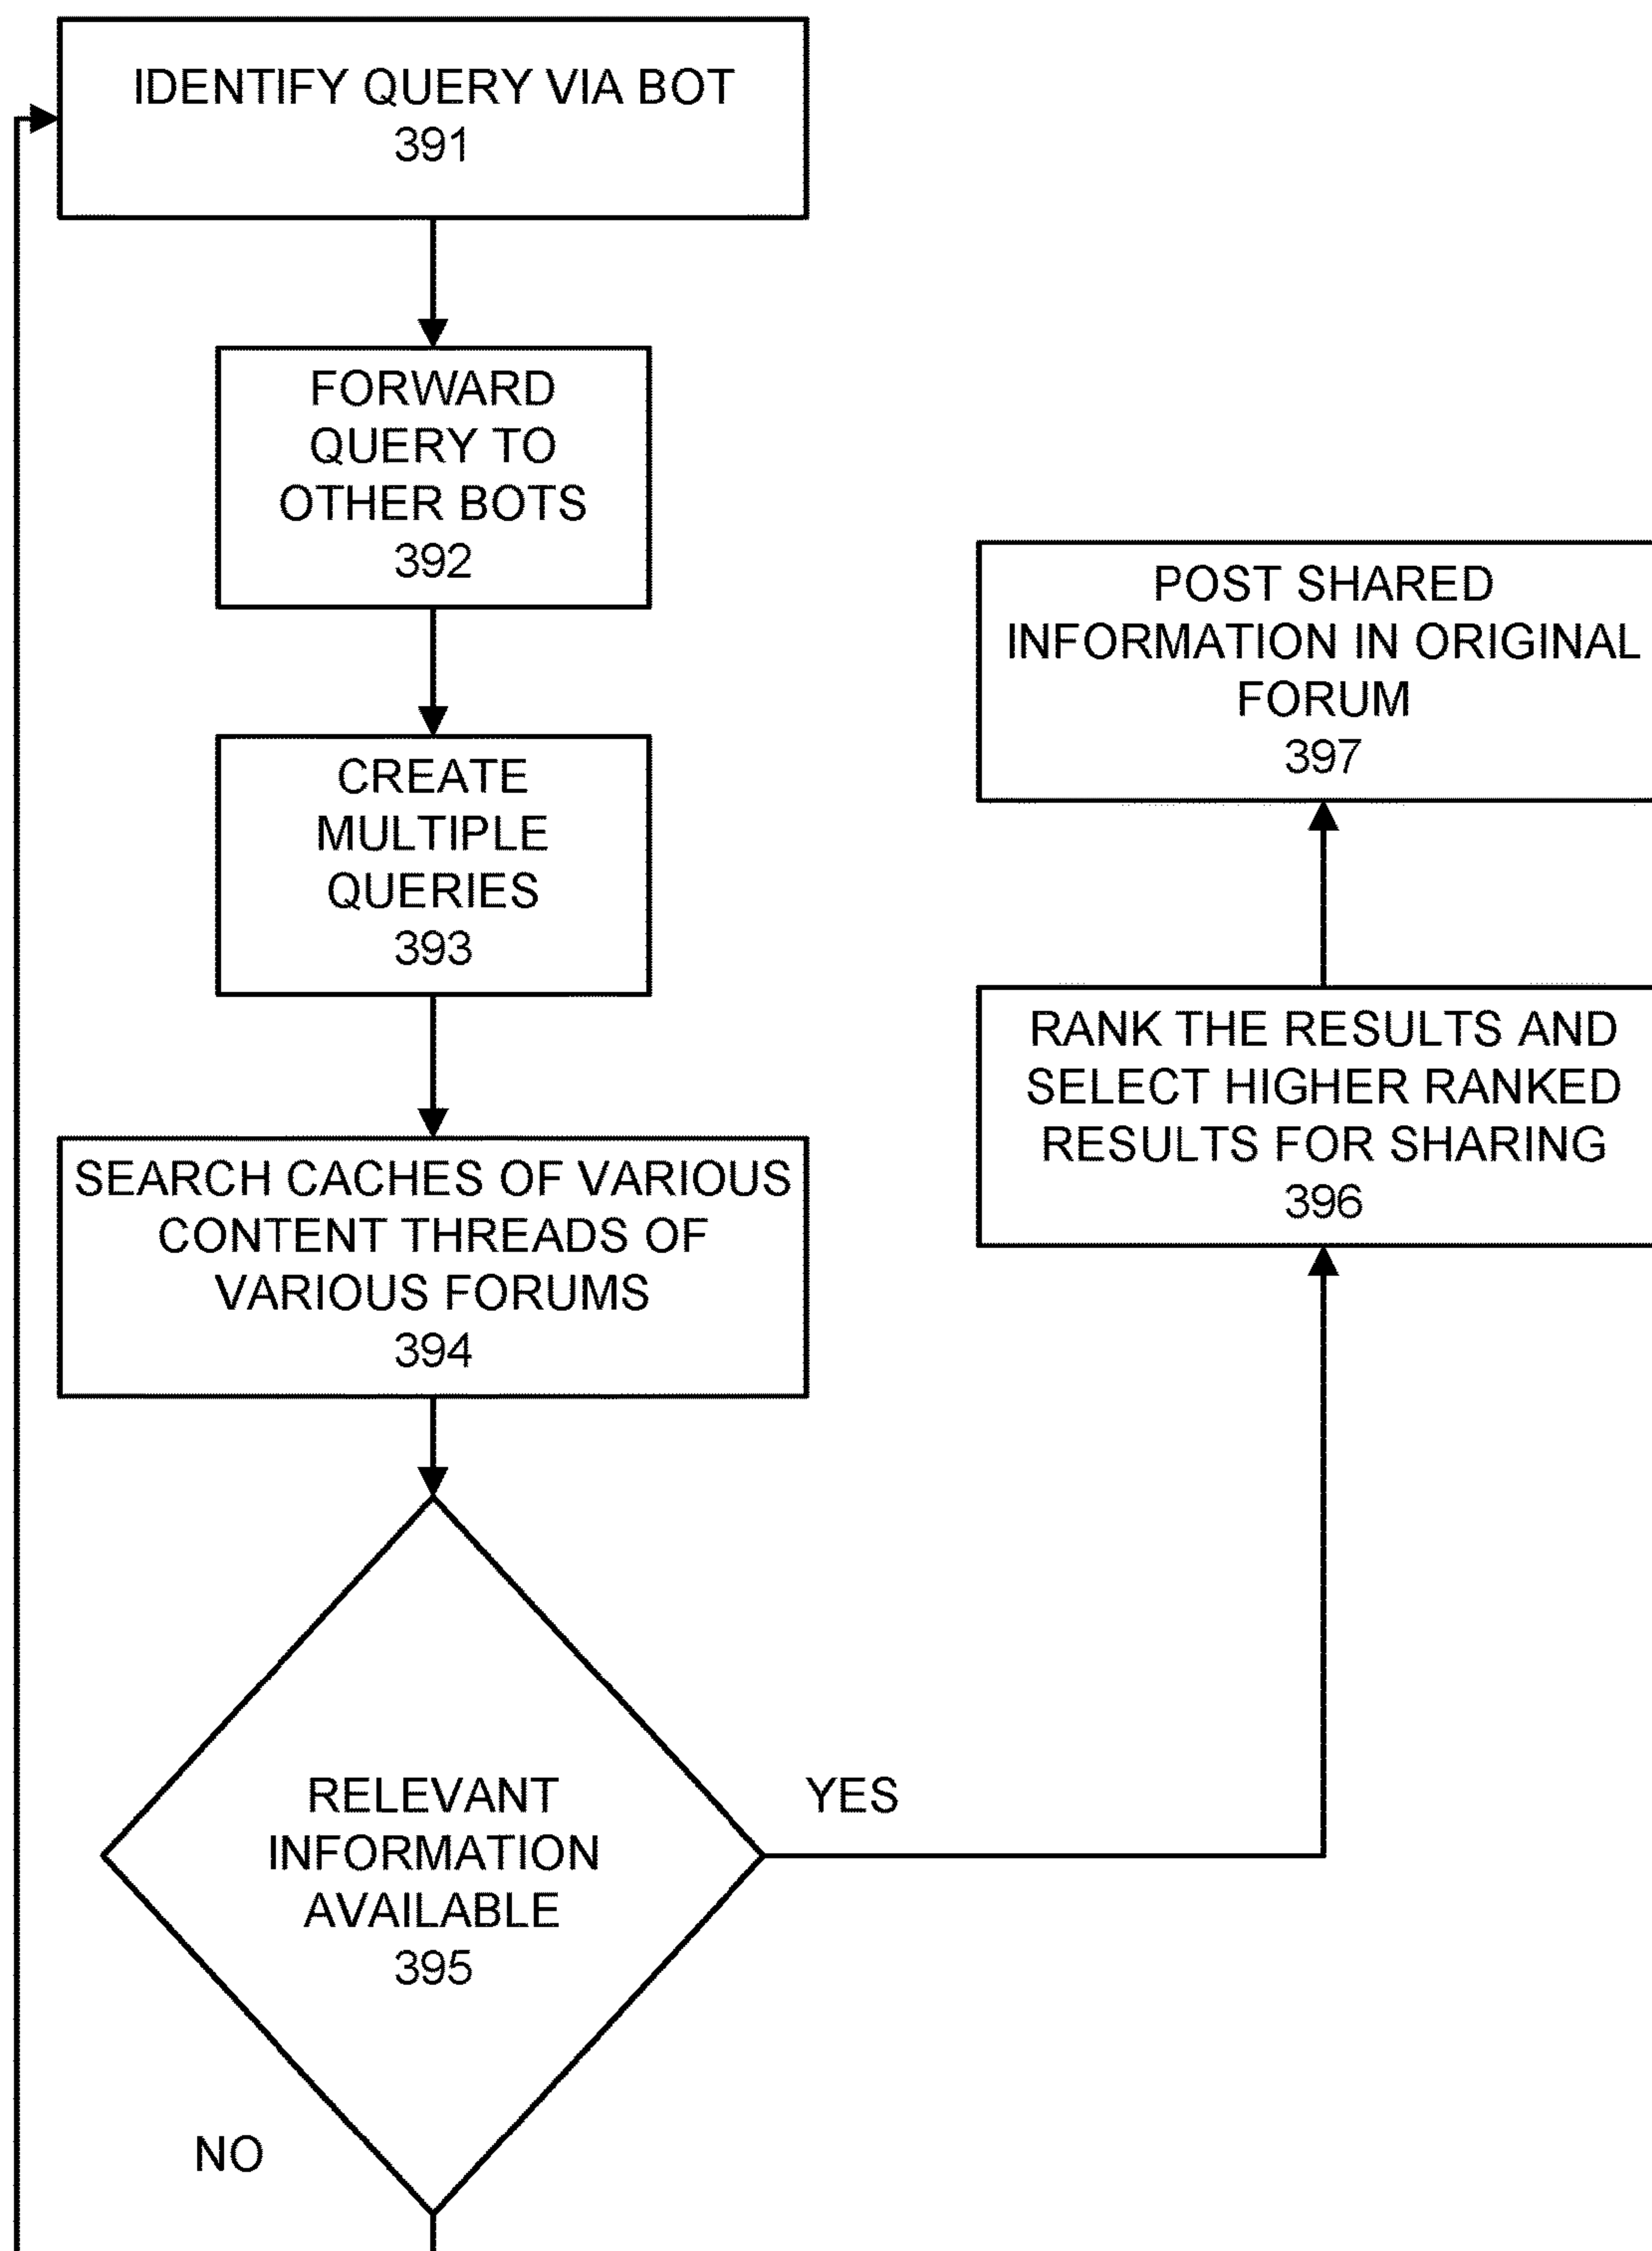 IDENTIFY QUERY VIA BOT
391
FORWARD
QUERY TO
OTHER BOTS
392
CREATE
MULTIPLE
QUERIES
393
SEARCH CACHES OF VARIOUS
CONTENT THREADS OF
VARIOUS FORUMS
394
RELEVANT
INFORMATION
AVAILABLE
395
YES
NO
RANK THE RESULTS AND
SELECT HIGHER RANKED
RESULTS FOR SHARING
396
POST SHARED
INFORMATION IN ORIGINAL
FORUM
397